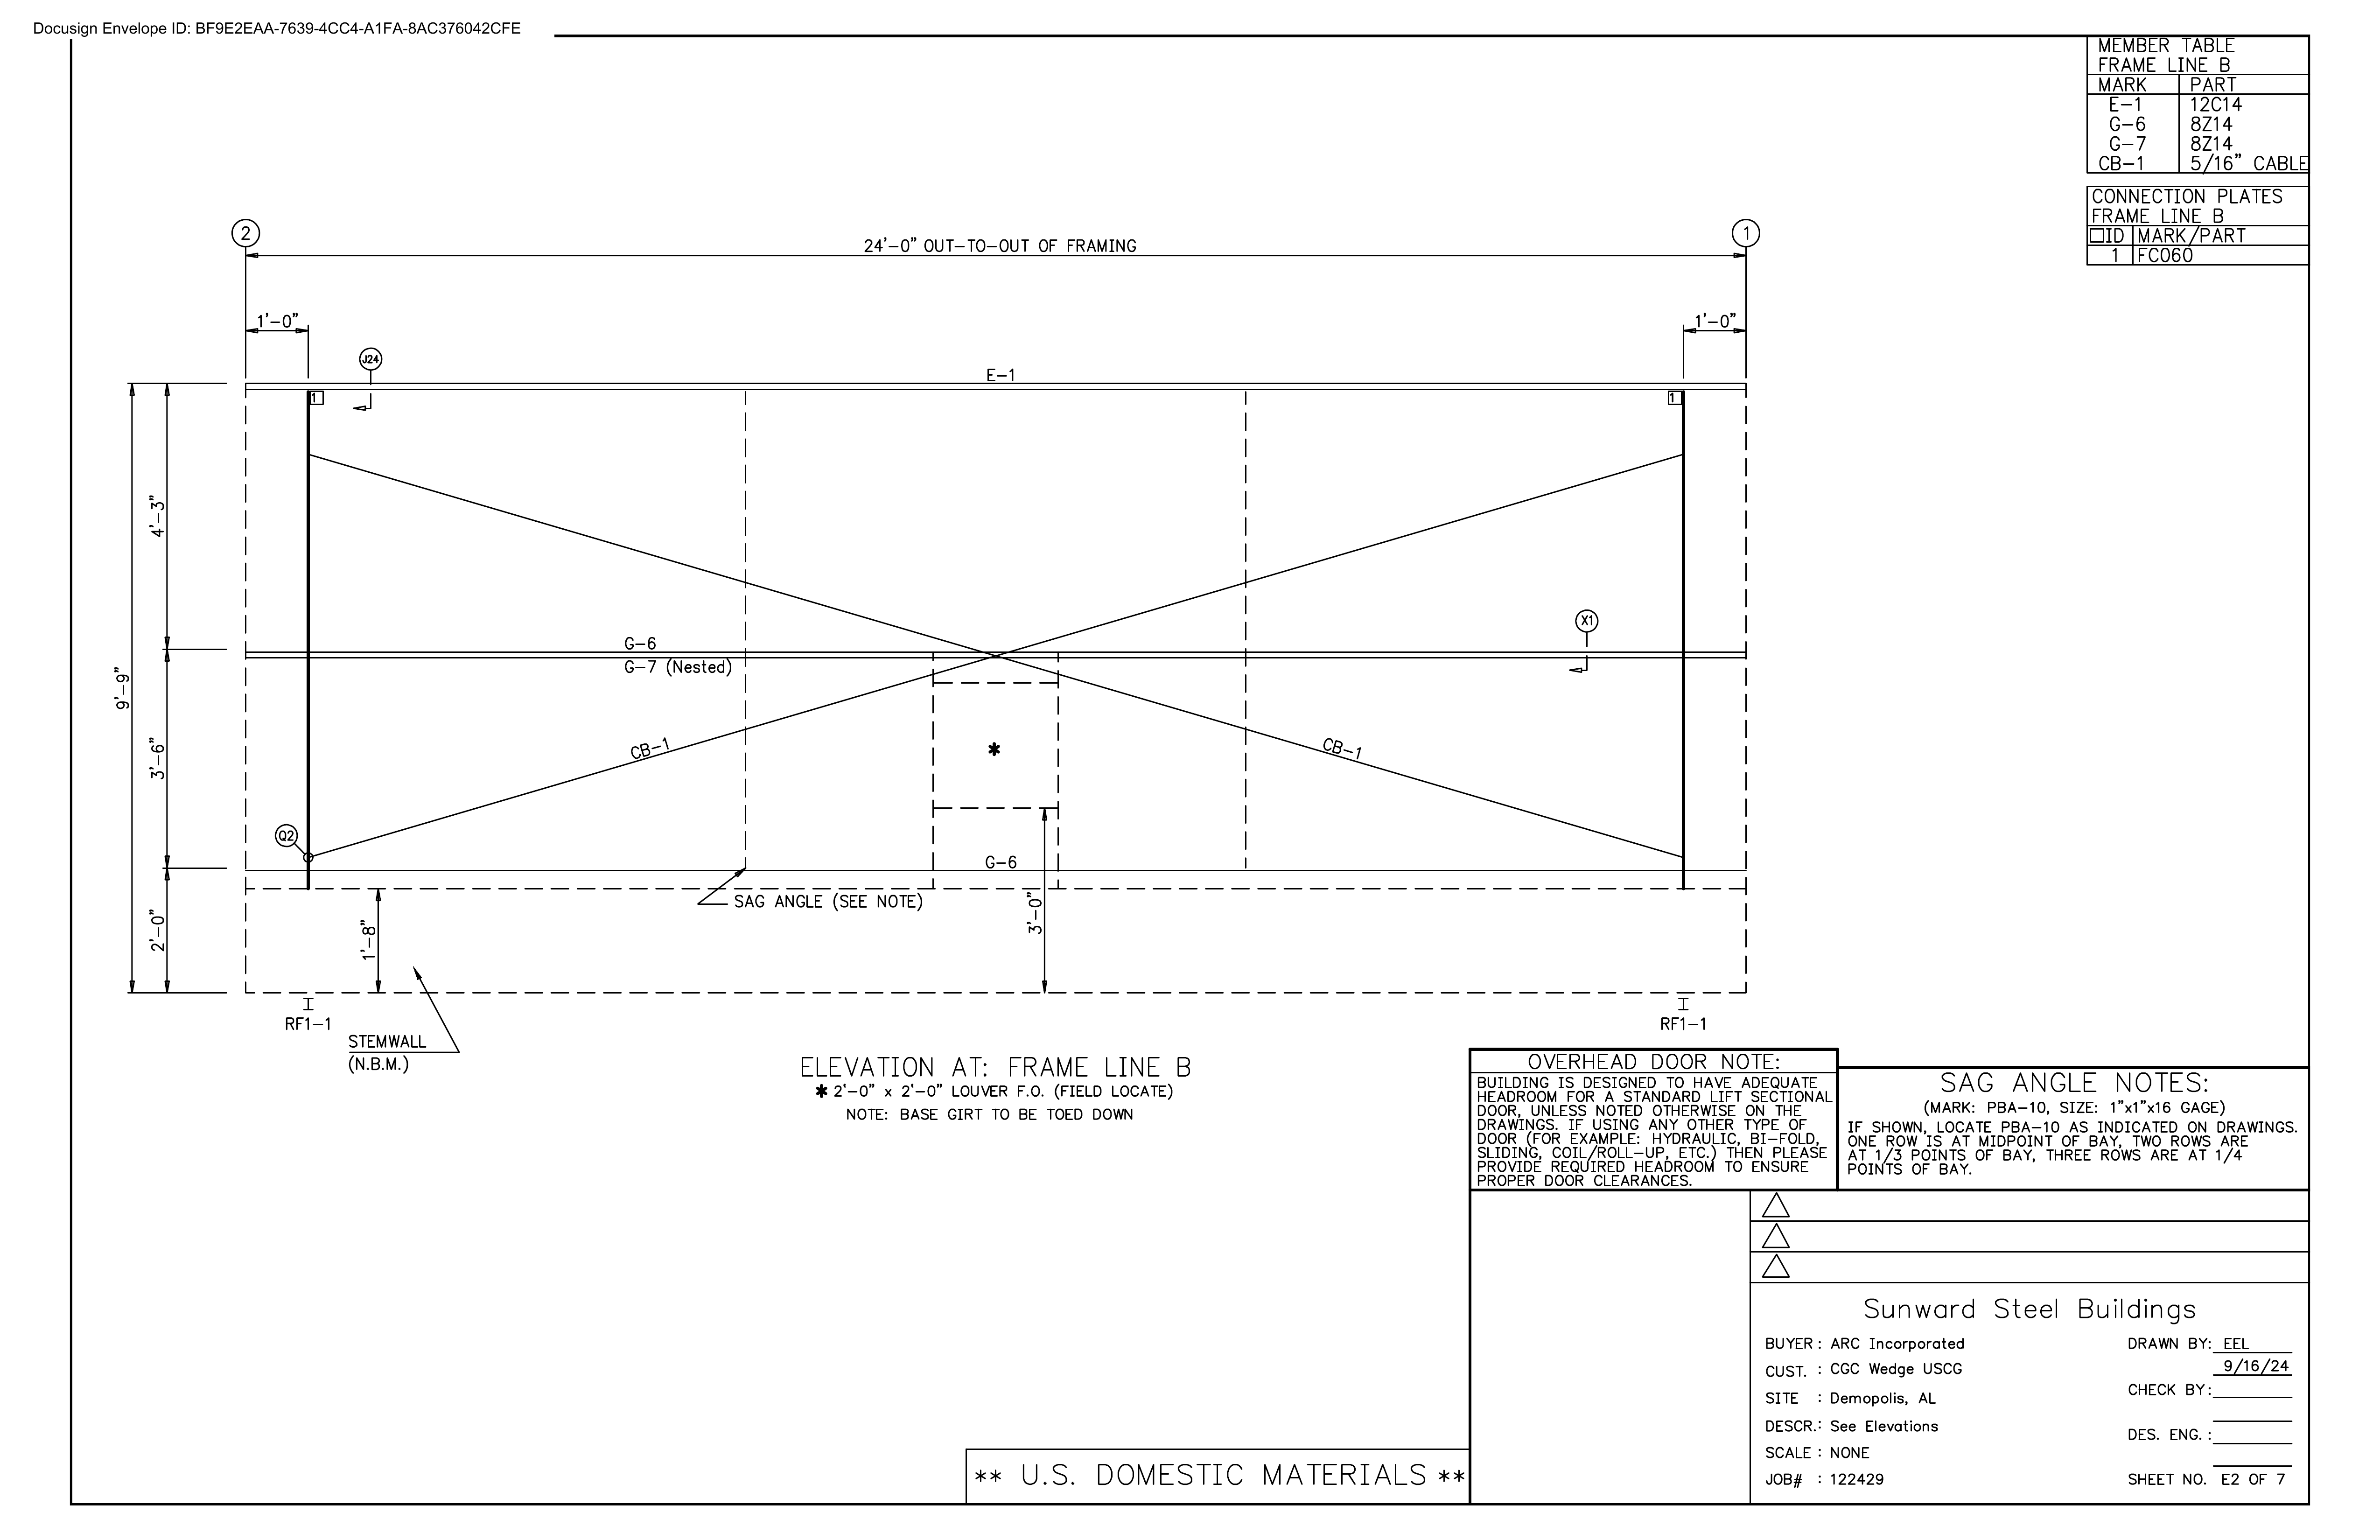 Docusign Envelope ID: BF9E2EAA-7639-4CC4-A1FA-8AC376042CFE
MEMBER TABLE
FRAME LINE B
MARK PART
E-1 12C14
G-6 8Z14
G-7 8Z14
CB-1 5/16" CABLE
CONNECTION PLATES
FRAME LINE B
□ID MARK/PART
1 FC060
2
1
24'-0" OUT-TO-OUT OF FRAMING
1'-0"
1'-0"
J24
E-1
1
1
4'-3"
X1
G-6
G-7 (Nested)
9'-9"
3'-6"
CB-1
CB-1
✱
Q2
G-6
SAG ANGLE (SEE NOTE)
2'-0"
1'-8"
3'-0"
RF1-1
RF1-1
STEMWALL
(N.B.M.)
ELEVATION AT: FRAME LINE B
✱ 2'-0" x 2'-0" LOUVER F.O. (FIELD LOCATE)
NOTE: BASE GIRT TO BE TOED DOWN
OVERHEAD DOOR NOTE:
BUILDING IS DESIGNED TO HAVE ADEQUATE
HEADROOM FOR A STANDARD LIFT SECTIONAL
DOOR, UNLESS NOTED OTHERWISE ON THE
DRAWINGS. IF USING ANY OTHER TYPE OF
DOOR (FOR EXAMPLE: HYDRAULIC, BI-FOLD,
SLIDING, COIL/ROLL-UP, ETC.) THEN PLEASE
PROVIDE REQUIRED HEADROOM TO ENSURE
PROPER DOOR CLEARANCES.
SAG ANGLE NOTES:
(MARK: PBA-10, SIZE: 1"x1"x16 GAGE)
IF SHOWN, LOCATE PBA-10 AS INDICATED ON DRAWINGS.
ONE ROW IS AT MIDPOINT OF BAY, TWO ROWS ARE
AT 1/3 POINTS OF BAY, THREE ROWS ARE AT 1/4
POINTS OF BAY.
Sunward Steel Buildings
BUYER : ARC Incorporated
CUST. : CGC Wedge USCG
SITE : Demopolis, AL
DESCR.: See Elevations
SCALE : NONE
JOB# : 122429
DRAWN BY: EEL
9/16/24
CHECK BY:
DES. ENG. :
SHEET NO. E2 OF 7
** U.S. DOMESTIC MATERIALS **